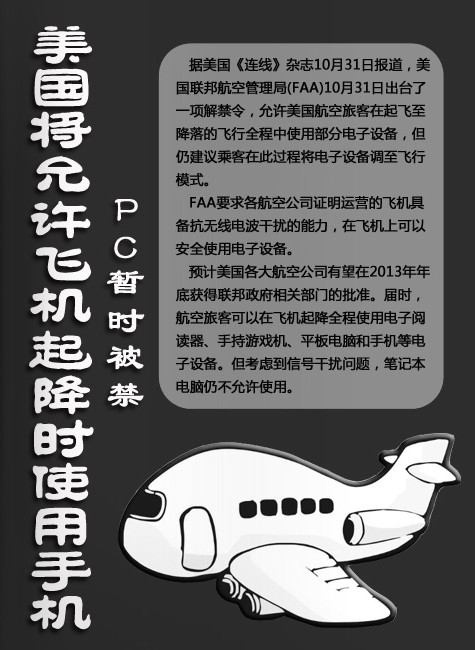 美国将允许飞机起降时使用手机
PC暂时被禁
据美国《连线》杂志10月31日报道，美
国联邦航空管理局(FAA)10月31日出台了
一项解禁令，允许美国航空旅客在起飞至
降落的飞行全程中使用部分电子设备，但
仍建议乘客在此过程将电子设备调至飞行
模式。
FAA要求各航空公司证明运营的飞机具
备抗无线电波干扰的能力，在飞机上可以
安全使用电子设备。
预计美国各大航空公司有望在2013年年
底获得联邦政府相关部门的批准。届时，
航空旅客可以在飞机起降全程使用电子阅
读器、手持游戏机、平板电脑和手机等电
子设备。但考虑到信号干扰问题，笔记本
电脑仍不允许使用。